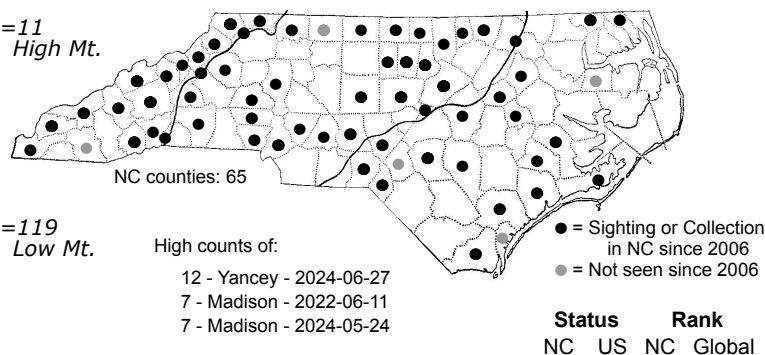 =11
High Mt.
NC counties: 65
=119
Low Mt.
High counts of:
12 - Yancey - 2024-06-27
7 - Madison - 2022-06-11
7 - Madison - 2024-05-24
= Sighting or Collection
in NC since 2006
= Not seen since 2006
Status Rank
NC US NC Global